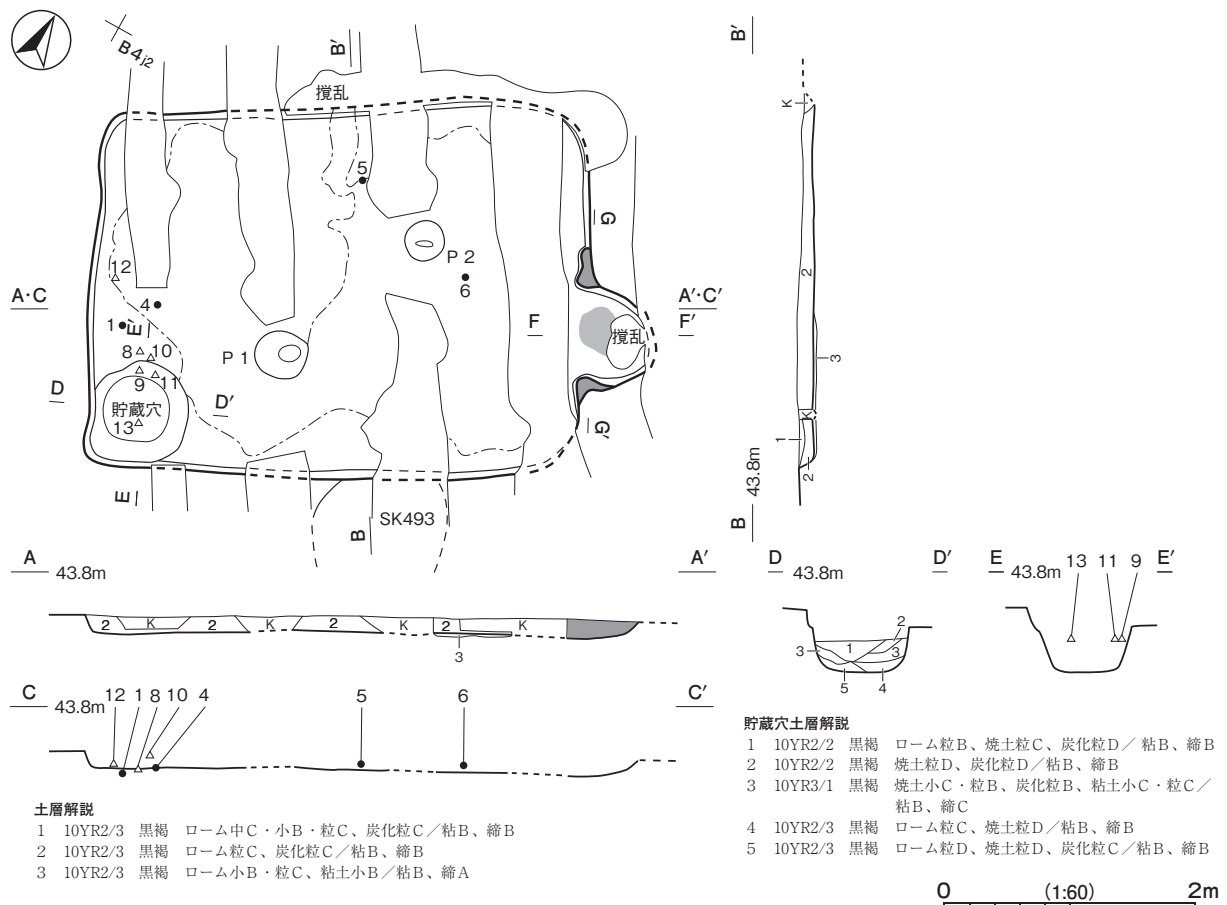 B4j2
B′
撹乱
5
G
12
P 2
6
A·C
A′·C′
4
1
E′
F
F′
撹乱
8 10
P 1
9 11
D
D′
貯蔵穴
13
G′
E
B
SK493
B′
K
2
3
K
1
2
43.8m
B
A 43.8m A′
2 K 2 K 2 K 2 K
3
C 43.8m 12 1 8 10 4 5 6 C′
D 43.8m D′
2
1
3 3
5 4
E 43.8m 13 11 9 E′
土層解説
1 10YR2/3 黒褐 ローム中C・小B・粒C、炭化粒C/粘B、締B
2 10YR2/3 黒褐 ローム粒C、炭化粒C/粘B、締B
3 10YR2/3 黒褐 ローム小B・粒C、粘土小B/粘B、締A
貯蔵穴土層解説
1 10YR2/2 黒褐 ローム粒B、焼土粒C、炭化粒D/粘B、締B
2 10YR2/2 黒褐 焼土粒D、炭化粒D/粘B、締B
3 10YR3/1 黒褐 焼土小C・粒B、炭化粒B、粘土小C・粒C/
粘B、締C
4 10YR2/3 黒褐 ローム粒C、焼土粒D/粘B、締B
5 10YR2/3 黒褐 ローム粒D、焼土粒D、炭化粒C/粘B、締B
0 (1:60) 2m